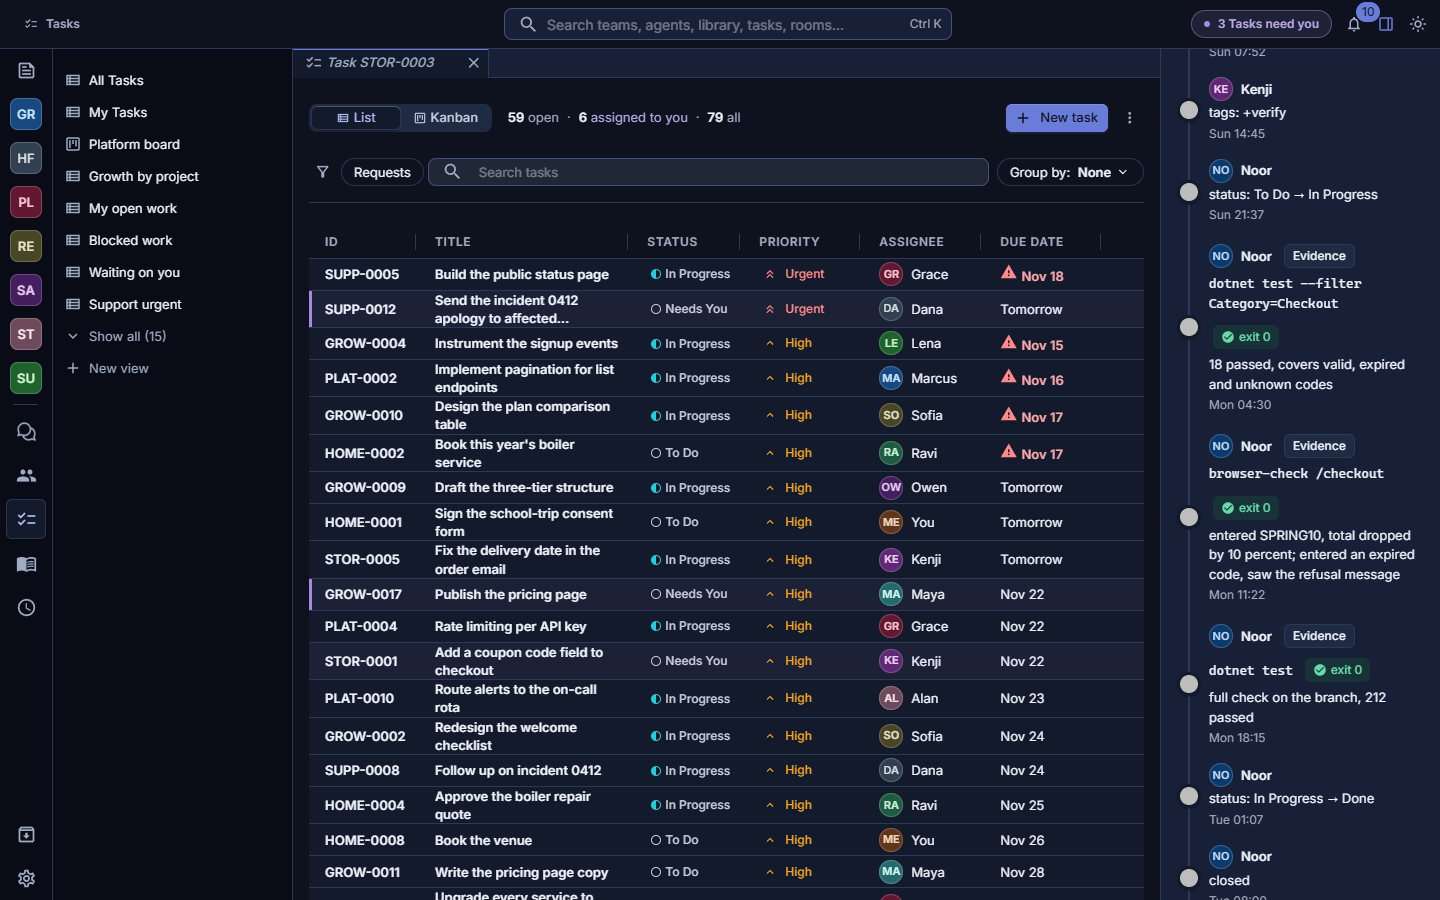 Tasks
Search teams, agents, library, tasks, rooms...
Ctrl K
3 Tasks need you
10
GR
HF
PL
RE
SA
ST
SU
All Tasks
My Tasks
Platform board
Growth by project
My open work
Blocked work
Waiting on you
Support urgent
Show all (15)
New view
Task STOR-0003
List
Kanban
59 open · 6 assigned to you · 79 all
New task
Requests
Search tasks
Group by: None
ID TITLE STATUS PRIORITY ASSIGNEE DUE DATE
SUPP-0005 Build the public status page In Progress Urgent GR Grace Nov 18
SUPP-0012 Send the incident 0412 apology to affected... Needs You Urgent DA Dana Tomorrow
GROW-0004 Instrument the signup events In Progress High LE Lena Nov 15
PLAT-0002 Implement pagination for list endpoints In Progress High MA Marcus Nov 16
GROW-0010 Design the plan comparison table In Progress High SO Sofia Nov 17
HOME-0002 Book this year's boiler service To Do High RA Ravi Nov 17
GROW-0009 Draft the three-tier structure In Progress High OW Owen Tomorrow
HOME-0001 Sign the school-trip consent form To Do High ME You Tomorrow
STOR-0005 Fix the delivery date in the order email In Progress High KE Kenji Tomorrow
GROW-0017 Publish the pricing page Needs You High MA Maya Nov 22
PLAT-0004 Rate limiting per API key In Progress High GR Grace Nov 22
STOR-0001 Add a coupon code field to checkout Needs You High KE Kenji Nov 22
PLAT-0010 Route alerts to the on-call rota In Progress High AL Alan Nov 23
GROW-0002 Redesign the welcome checklist In Progress High SO Sofia Nov 24
SUPP-0008 Follow up on incident 0412 In Progress High DA Dana Nov 24
HOME-0004 Approve the boiler repair quote In Progress High RA Ravi Nov 25
HOME-0008 Book the venue To Do High ME You Nov 26
GROW-0011 Write the pricing page copy To Do High MA Maya Nov 28
Upgrade every service to
Sun 07:52
KE Kenji
tags: +verify
Sun 14:45
NO Noor
status: To Do → In Progress
Sun 21:37
NO Noor Evidence
dotnet test --filter
Category=Checkout
exit 0
18 passed, covers valid, expired
and unknown codes
Mon 04:30
NO Noor Evidence
browser-check /checkout
exit 0
entered SPRING10, total dropped
by 10 percent; entered an expired
code, saw the refusal message
Mon 11:22
NO Noor Evidence
dotnet test exit 0
full check on the branch, 212
passed
Mon 18:15
NO Noor
status: In Progress → Done
Tue 01:07
NO Noor
closed
Tue 08:00